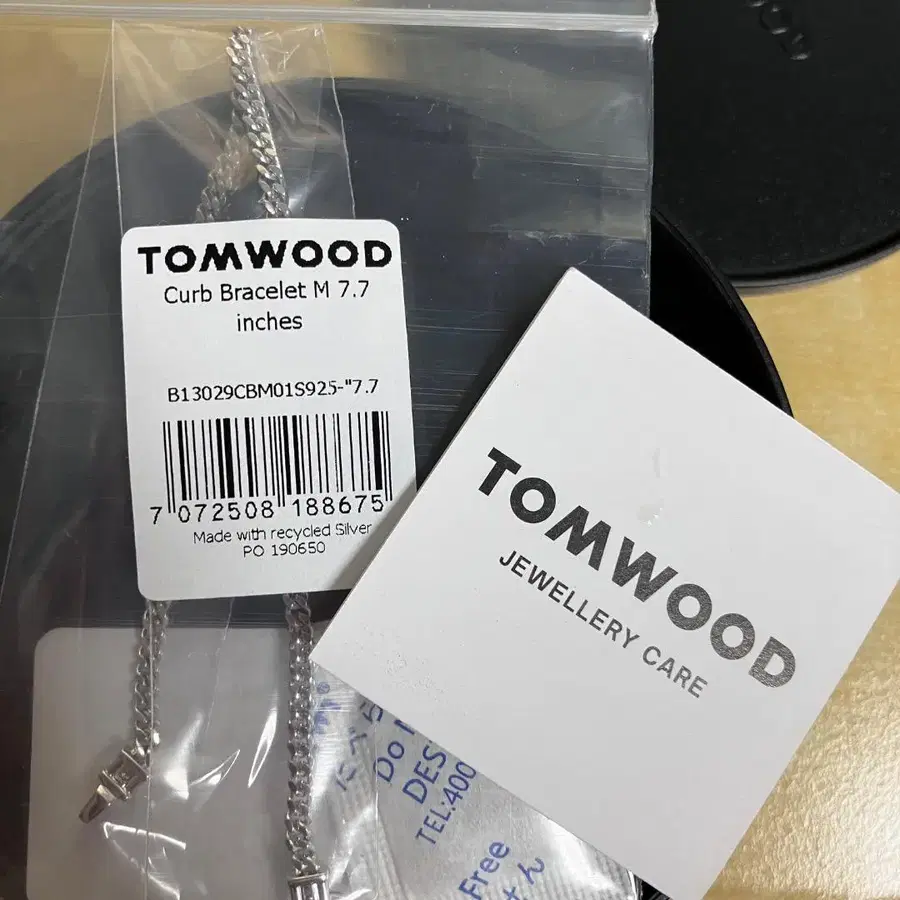 TOMWOOD
Curb Bracelet M 7.7
inches
B13029CBM01S925-"7.7
7 072508 188675
Made with recycled Silver
PO 190650
TOMWOOD
JEWELLERY CARE
Do
DES
TEL:400
Free